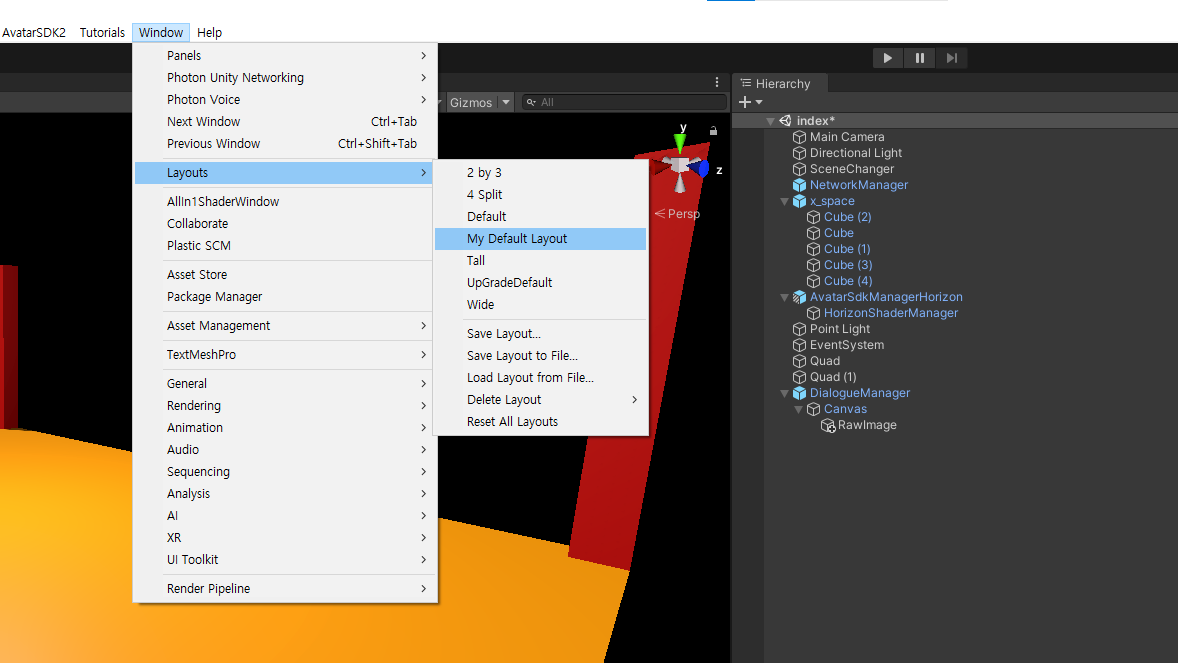 AvatarSDK2 Tutorials Window Help
Panels
Photon Unity Networking
Photon Voice
Next Window Ctrl+Tab
Previous Window Ctrl+Shift+Tab
Layouts
AllIn1ShaderWindow
Collaborate
Plastic SCM
Asset Store
Package Manager
Asset Management
TextMeshPro
General
Rendering
Animation
Audio
Sequencing
Analysis
AI
XR
UI Toolkit
Render Pipeline
2 by 3
4 Split
Default
My Default Layout
Tall
UpGradeDefault
Wide
Save Layout...
Save Layout to File...
Load Layout from File...
Delete Layout
Reset All Layouts
Gizmos All
y
z
Persp
Hierarchy
index*
Main Camera
Directional Light
SceneChanger
NetworkManager
x_space
Cube (2)
Cube
Cube (1)
Cube (3)
Cube (4)
AvatarSdkManagerHorizon
HorizonShaderManager
Point Light
EventSystem
Quad
Quad (1)
DialogueManager
Canvas
RawImage